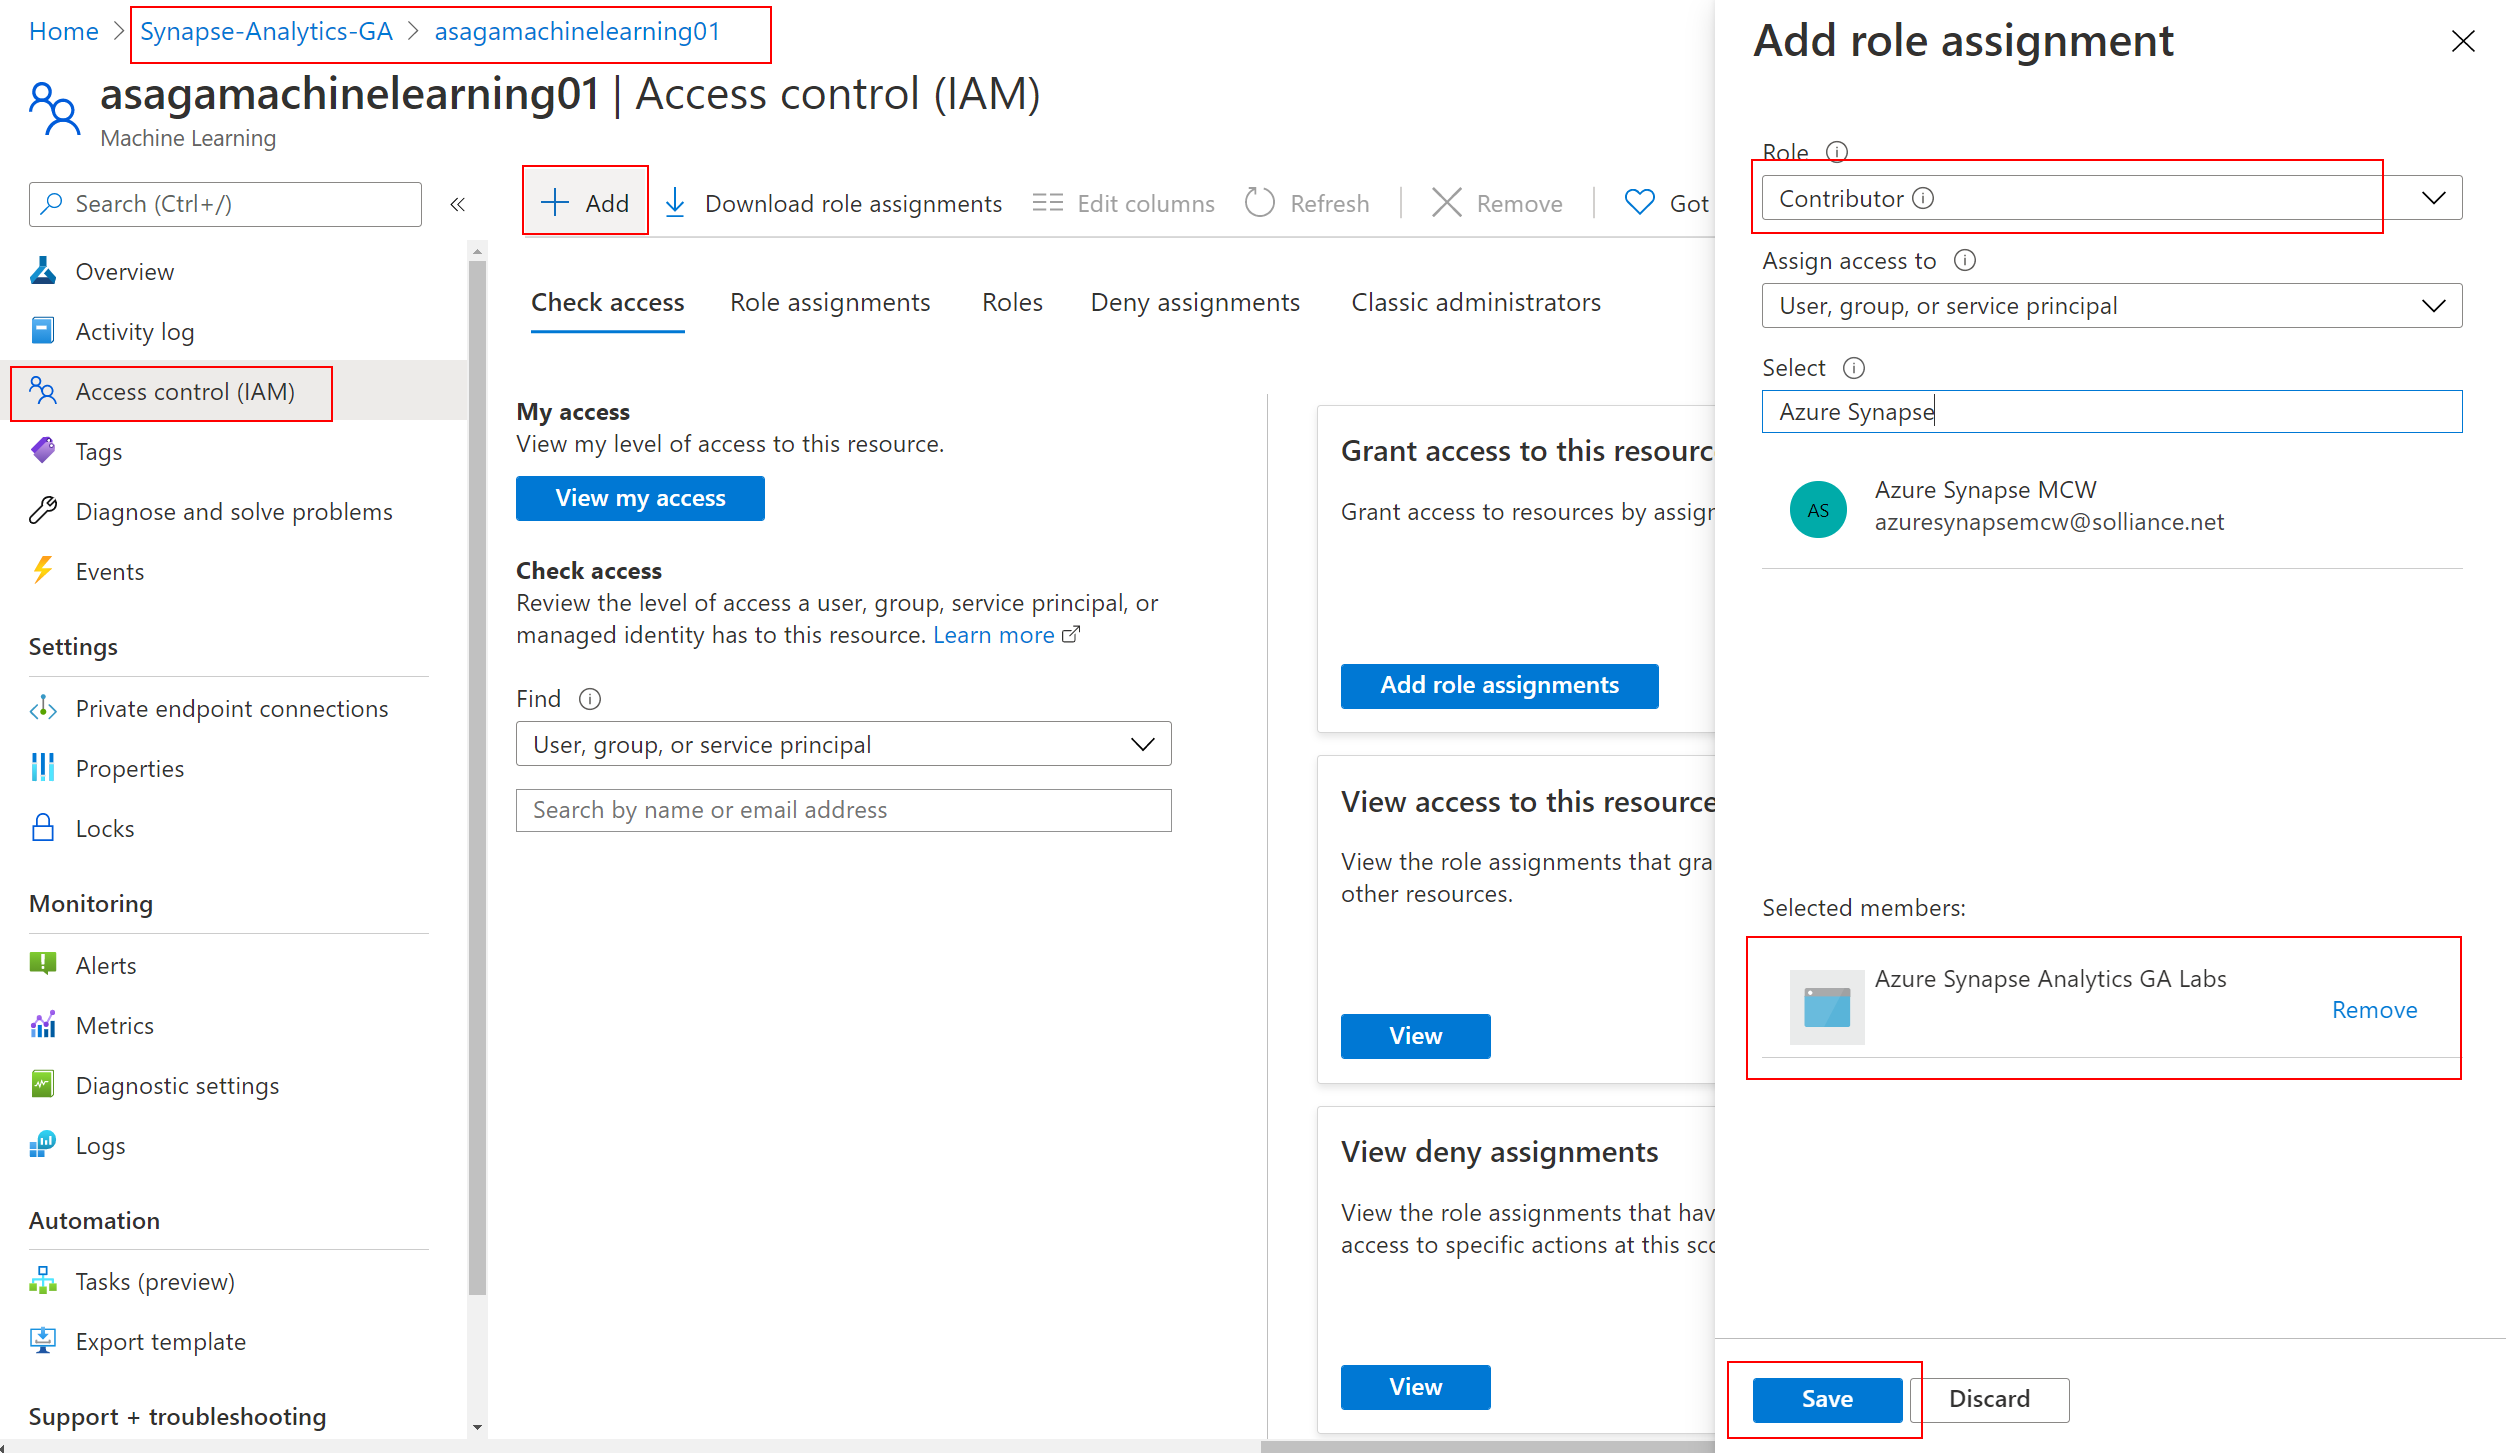 Home > Synapse-Analytics-GA > asagamachinelearning01
asagamachinelearning01 | Access control (IAM)
Machine Learning
Search (Ctrl+/)
«
Overview
Activity log
Access control (IAM)
Tags
Diagnose and solve problems
Events
Settings
Private endpoint connections
Properties
Locks
Monitoring
Alerts
Metrics
Diagnostic settings
Logs
Automation
Tasks (preview)
Export template
Support + troubleshooting
Add
Download role assignments
Edit columns
Refresh
Remove
Got
Check access
Role assignments
Roles
Deny assignments
Classic administrators
My access
View my level of access to this resource.
View my access
Check access
Review the level of access a user, group, service principal, or
managed identity has to this resource. Learn more
Find
User, group, or service principal
Search by name or email address
Grant access to this resourc
Grant access to resources by assigr
Add role assignments
View access to this resource
View the role assignments that gra
other resources.
View
View deny assignments
View the role assignments that hav
access to specific actions at this sco
View
Add role assignment
Role
Contributor
Assign access to
User, group, or service principal
Select
Azure Synapse
AS
Azure Synapse MCW
azuresynapsemcw@solliance.net
Selected members:
Azure Synapse Analytics GA Labs
Remove
Save
Discard